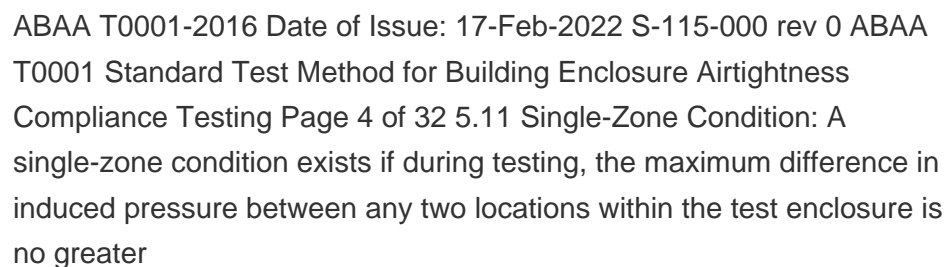 ABAA T0001-2016 Date of Issue: 17-Feb-2022 S-115-000 rev 0 ABAA
T0001 Standard Test Method for Building Enclosure Airtightness
Compliance Testing Page 4 of 32 5.11 Single-Zone Condition: A
single-zone condition exists if during testing, the maximum difference in
induced pressure between any two locations within the test enclosure is
no greater